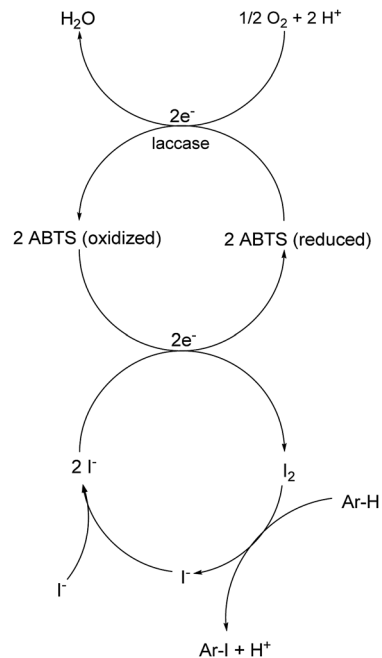 H₂O
1/2 O₂ + 2 H⁺
2e⁻
laccase
2 ABTS (oxidized)
2 ABTS (reduced)
2e⁻
2 I⁻
I₂
Ar-H
I⁻
I⁻
Ar-I + H⁺